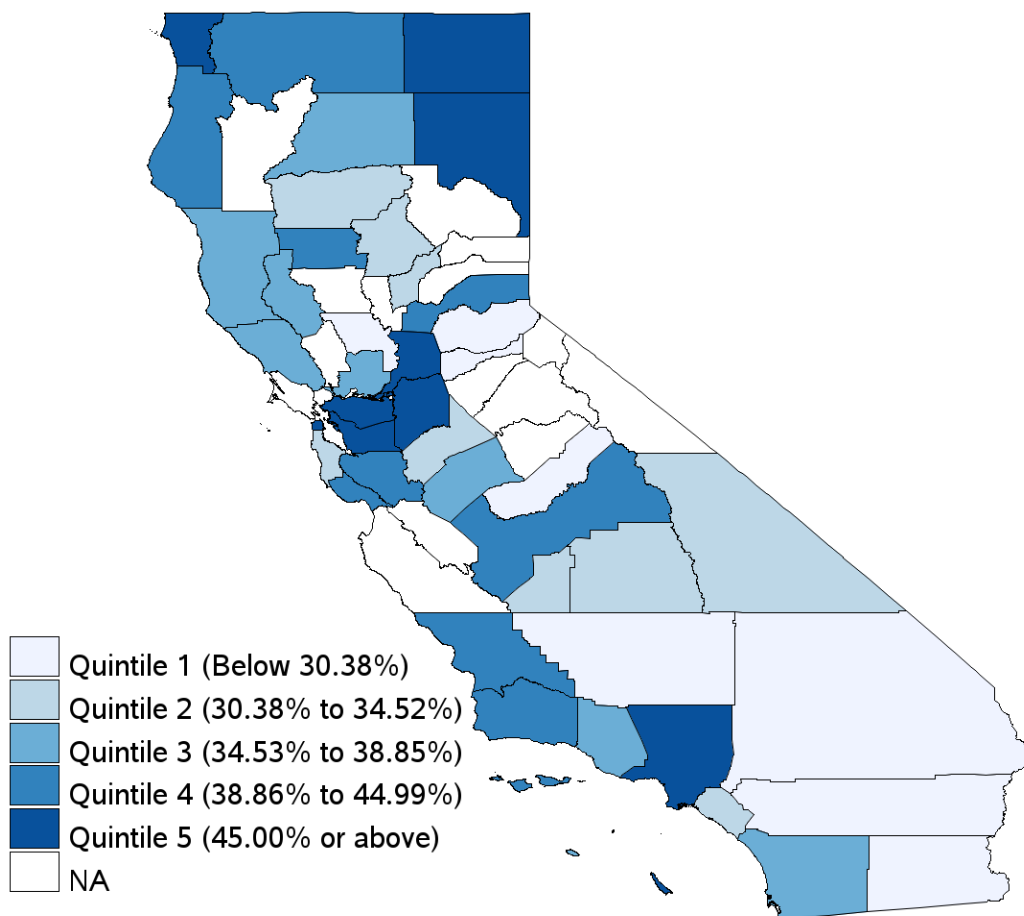 Quintile 1 (Below 30.38%)
Quintile 2 (30.38% to 34.52%)
Quintile 3 (34.53% to 38.85%)
Quintile 4 (38.86% to 44.99%)
Quintile 5 (45.00% or above)
NA